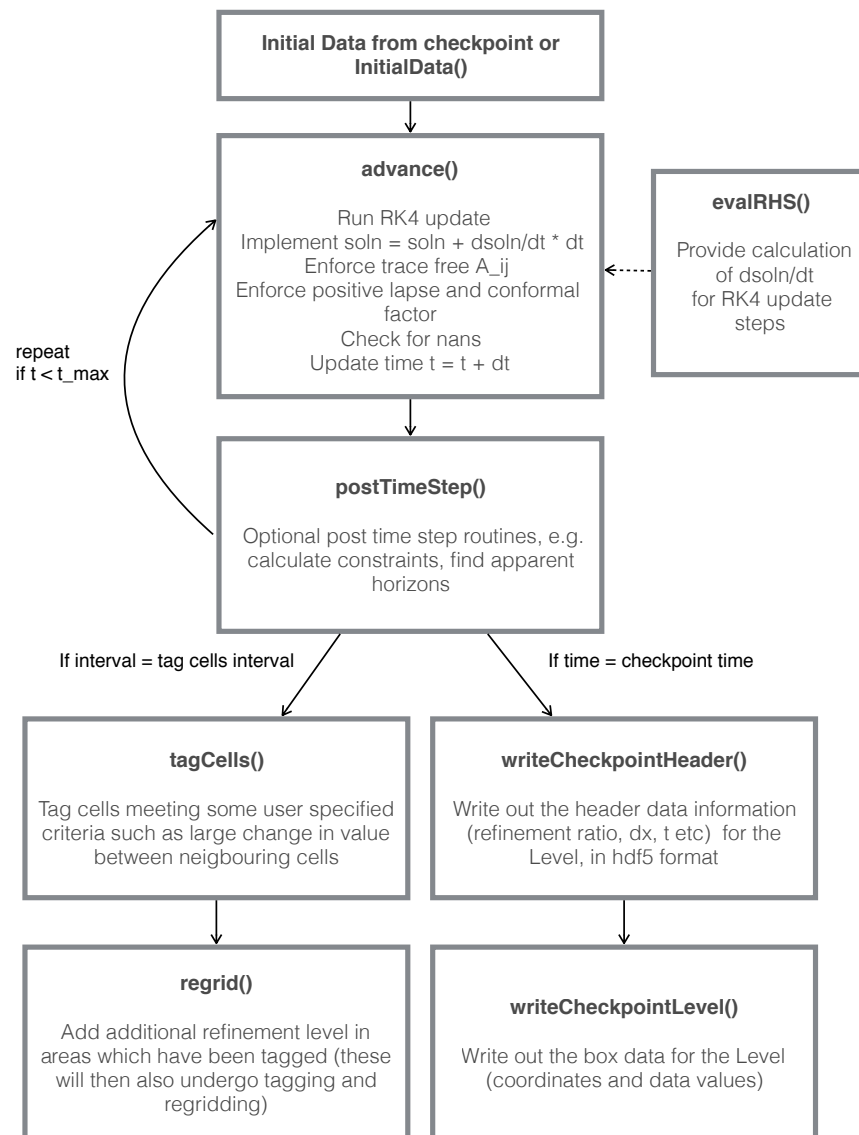 Initial Data from checkpoint or
InitialData()
advance()
Run RK4 update
Implement soln = soln + dsoln/dt * dt
Enforce trace free A_ij
Enforce positive lapse and conformal
factor
Check for nans
Update time t = t + dt
evalRHS()
Provide calculation
of dsoln/dt
for RK4 update
steps
repeat
if t < t_max
postTimeStep()
Optional post time step routines, e.g.
calculate constraints, find apparent
horizons
If interval = tag cells interval
If time = checkpoint time
tagCells()
Tag cells meeting some user specified
criteria such as large change in value
between neigbouring cells
writeCheckpointHeader()
Write out the header data information
(refinement ratio, dx, t etc)  for the
Level, in hdf5 format
regrid()
Add additional refinement level in
areas which have been tagged (these
will then also undergo tagging and
regridding)
writeCheckpointLevel()
Write out the box data for the Level
(coordinates and data values)